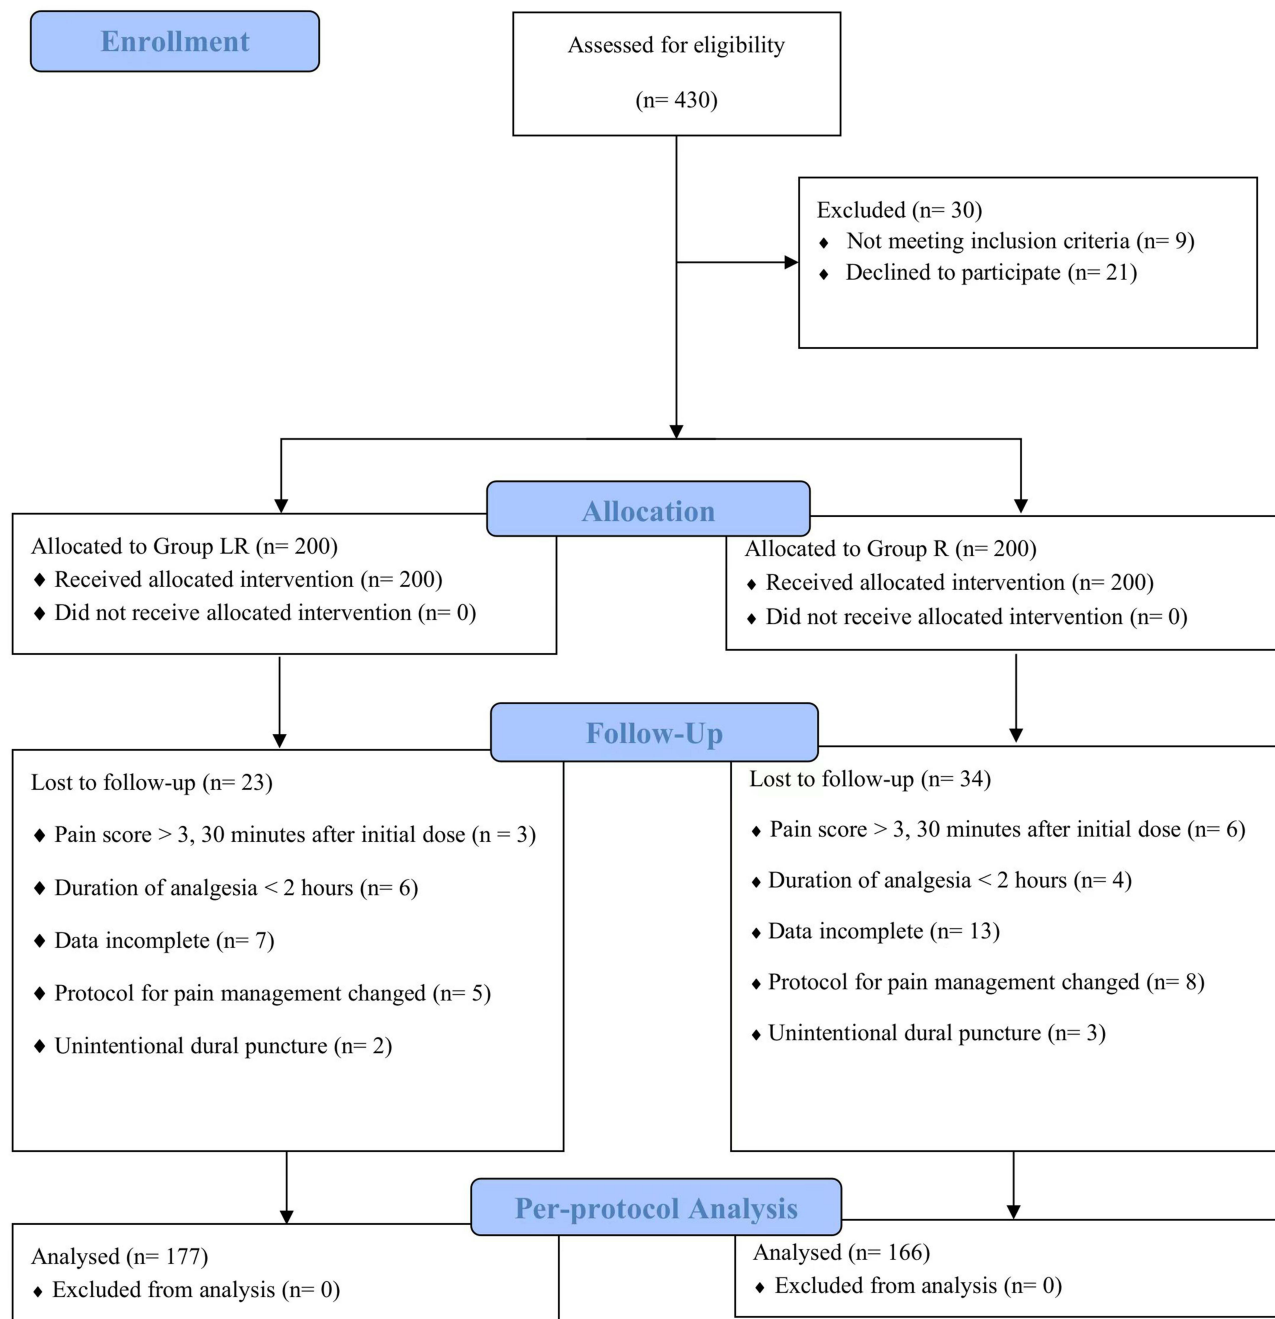 Enrollment
Assessed for eligibility
(n= 430)
Excluded (n= 30)
♦ Not meeting inclusion criteria (n= 9)
♦ Declined to participate (n= 21)
Allocation
Allocated to Group LR (n= 200)
♦ Received allocated intervention (n= 200)
♦ Did not receive allocated intervention (n= 0)
Allocated to Group R (n= 200)
♦ Received allocated intervention (n= 200)
♦ Did not receive allocated intervention (n= 0)
Follow-Up
Lost to follow-up (n= 23)
♦ Pain score > 3, 30 minutes after initial dose (n = 3)
♦ Duration of analgesia < 2 hours (n= 6)
♦ Data incomplete (n= 7)
♦ Protocol for pain management changed (n= 5)
♦ Unintentional dural puncture (n= 2)
Lost to follow-up (n= 34)
♦ Pain score > 3, 30 minutes after initial dose (n= 6)
♦ Duration of analgesia < 2 hours (n= 4)
♦ Data incomplete (n= 13)
♦ Protocol for pain management changed (n= 8)
♦ Unintentional dural puncture (n= 3)
Per-protocol Analysis
Analysed (n= 177)
♦ Excluded from analysis (n= 0)
Analysed (n= 166)
♦ Excluded from analysis (n= 0)